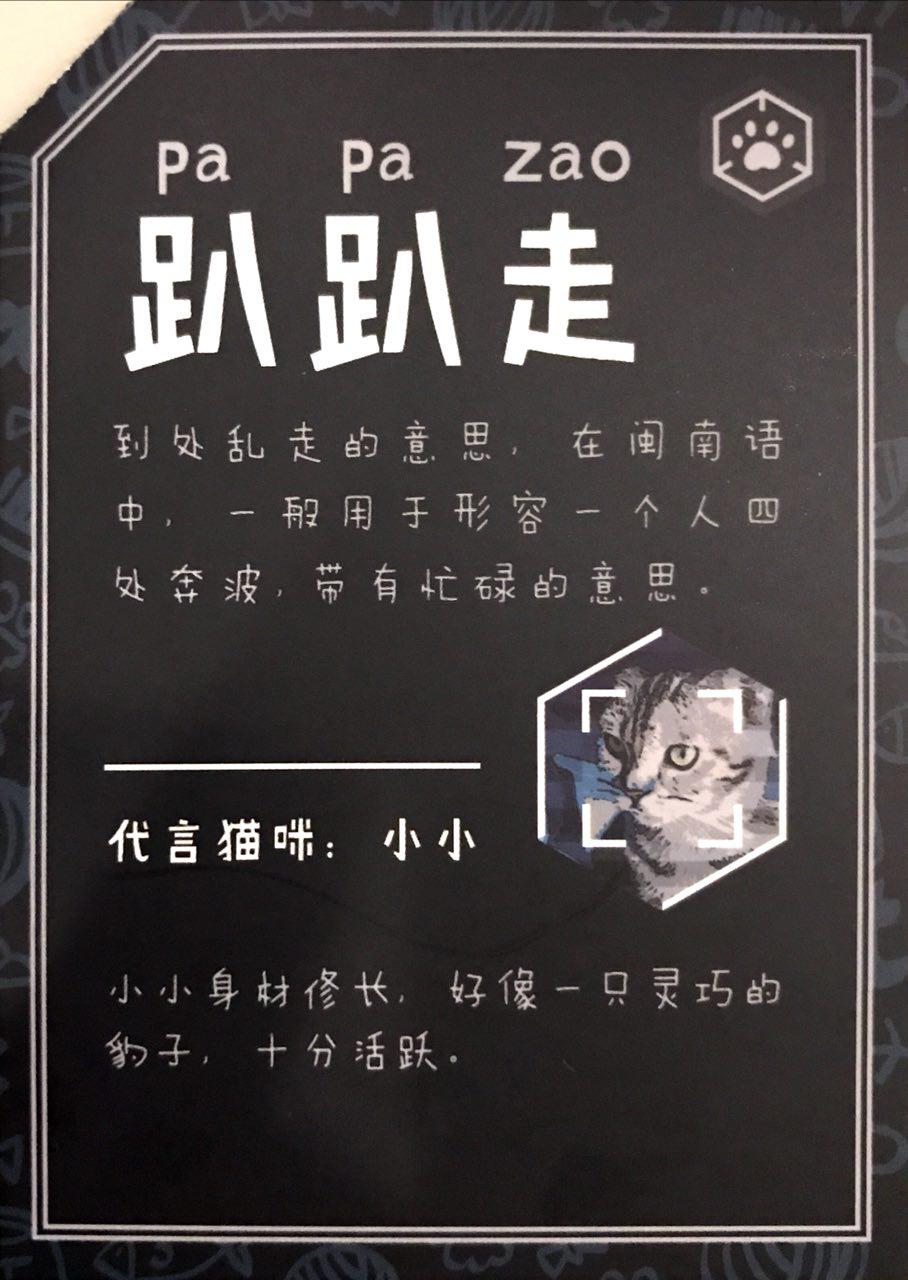 pa pa zao
趴趴走
到处乱走的意思，在闽南语
中，一般用于形容一个人四
处奔波，带有忙碌的意思。
代言猫咪：小小
小小身材修长，好像一只灵巧的
豹子，十分活跃。